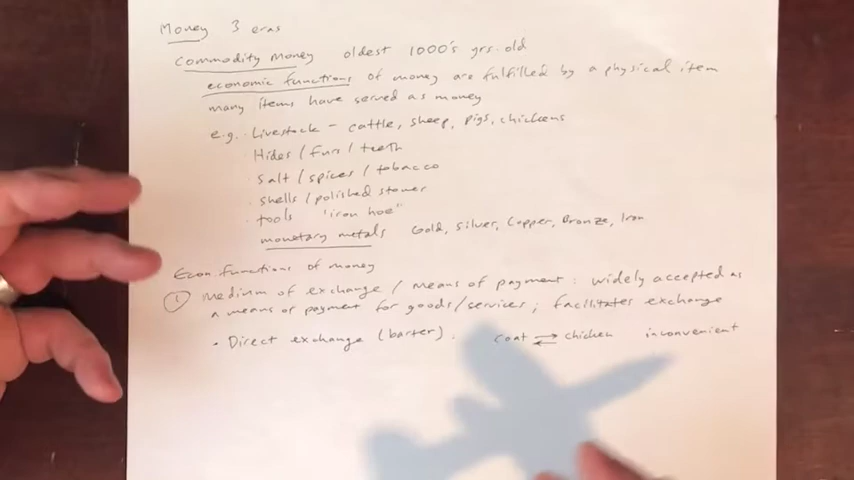 Money 3 eras
commodity money oldest 1000's yrs. old
economic functions of money are fulfilled by a physical item
many items have served as money
e.g. · Livestock – cattle, sheep, pigs, chickens
· Hides / furs / teeth
· salt / spices / tobacco
· shells / polished stones
· tools "iron hoe"
monetary metals Gold, Silver, Copper, Bronze, Iron
Econ. functions of money
① medium of exchange / means of payment : widely accepted as
a means of payment for goods/services ; facilitates exchange
• Direct exchange (barter) : coat ⇄ chicken inconvenient